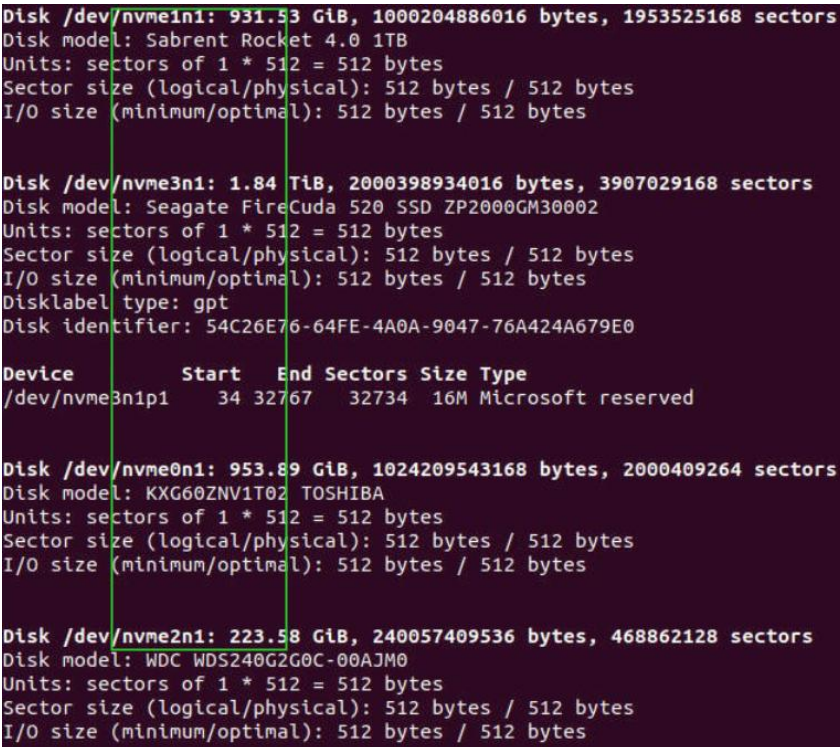 Disk /dev/nvme1n1: 931.53 GiB, 1000204886016 bytes, 1953525168 sectors
Disk model: Sabrent Rocket 4.0 1TB
Units: sectors of 1 * 512 = 512 bytes
Sector size (logical/physical): 512 bytes / 512 bytes
I/O size (minimum/optimal): 512 bytes / 512 bytes
Disk /dev/nvme3n1: 1.84 TiB, 2000398934016 bytes, 3907029168 sectors
Disk model: Seagate FireCuda 520 SSD ZP2000GM30002
Units: sectors of 1 * 512 = 512 bytes
Sector size (logical/physical): 512 bytes / 512 bytes
I/O size (minimum/optimal): 512 bytes / 512 bytes
Disklabel type: gpt
Disk identifier: 54C26E76-64FE-4A0A-9047-76A424A679E0
Device Start End Sectors Size Type
/dev/nvme3n1p1 34 32767 32734 16M Microsoft reserved
Disk /dev/nvme0n1: 953.89 GiB, 1024209543168 bytes, 2000409264 sectors
Disk model: KXG60ZNV1T02 TOSHIBA
Units: sectors of 1 * 512 = 512 bytes
Sector size (logical/physical): 512 bytes / 512 bytes
I/O size (minimum/optimal): 512 bytes / 512 bytes
Disk /dev/nvme2n1: 223.58 GiB, 240057409536 bytes, 468862128 sectors
Disk model: WDC WDS240G2G0C-00AJM0
Units: sectors of 1 * 512 = 512 bytes
Sector size (logical/physical): 512 bytes / 512 bytes
I/O size (minimum/optimal): 512 bytes / 512 bytes